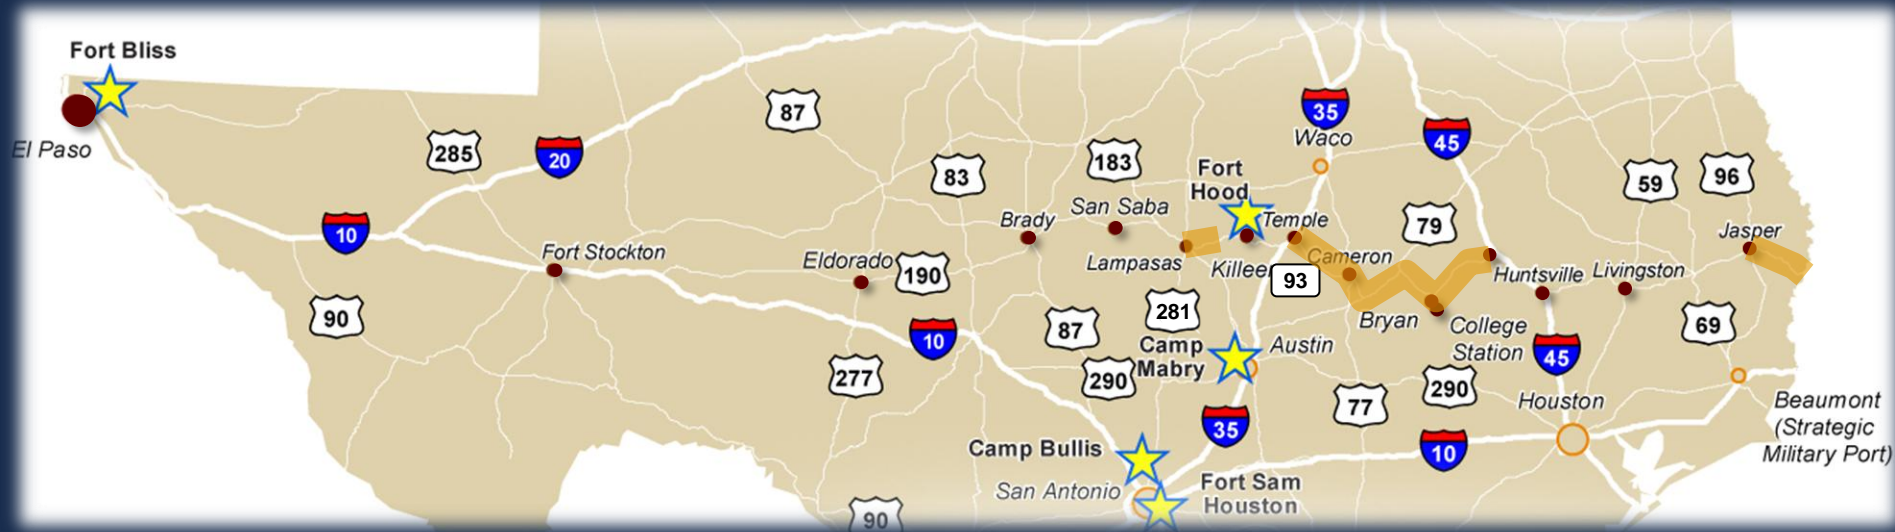 Fort Bliss
El Paso
285
20
87
83
183
Fort
Hood
35
Waco
45
59
96
10
Fort Stockton
Eldorado
190
Brady
San Saba
Lampasas
Killeen
Temple
93
Cameron
79
Huntsville
Livingston
Jasper
90
10
277
87
281
290
Camp
Mabry
Austin
Bryan
College
Station
45
69
77
290
Houston
35
10
Beaumont
(Strategic
Military Port)
Camp Bullis
San Antonio
Fort Sam
Houston
90